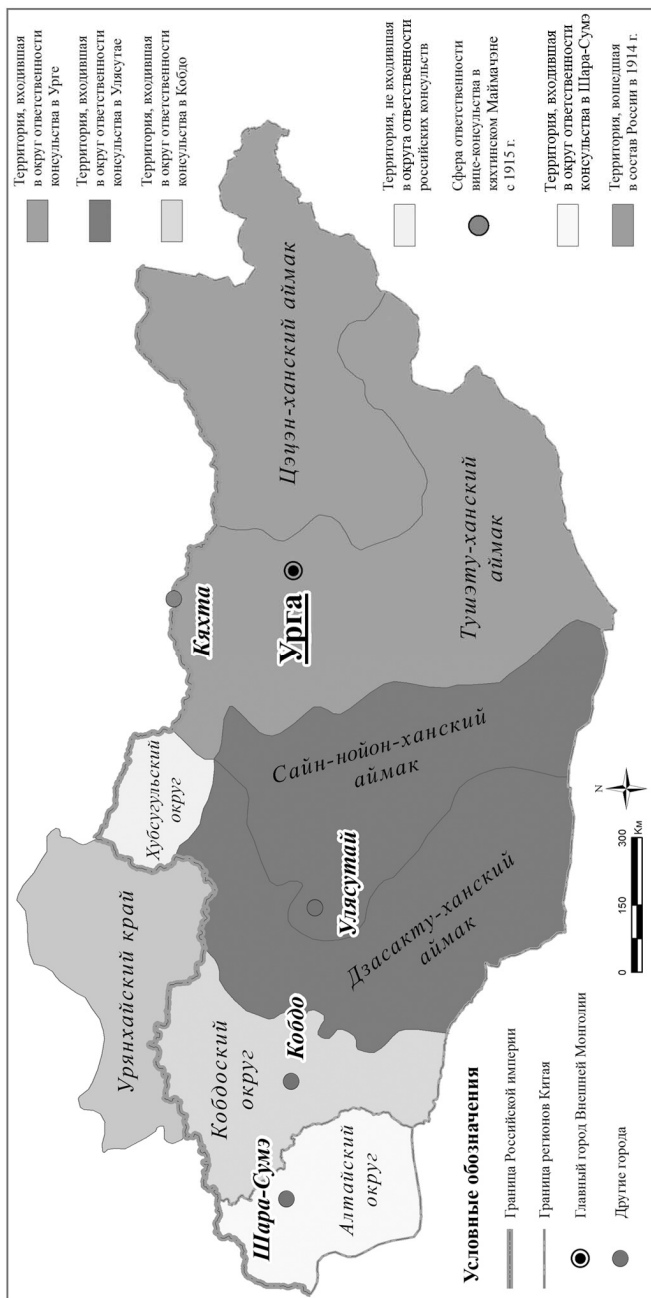 Территория, входившая
в округ ответственности
консульства в Урге
Территория, входившая
в округ ответственности
консульства в Улясутае
Территория, входившая
в округ ответственности
консульства в Кобдо
Территория, не входившая
в округа ответственности
российских консульств
Сфера ответственности
вице-консульства в
кяхтинском Маймачэне
с 1915 г.
Территория, входившая
в округ ответственности
консульства в Шара-Сумэ
Территория, вошедшая
в состав России в 1914 г.
Урянхайский край
Хубсугульский
округ
Кяхта
Цэцэн-ханский аймак
Урга
Тушэту-ханский
аймак
Сайн-нойон-ханский
аймак
Улясутай
Дзасакту-ханский
аймак
Кобдоский
округ
Кобдо
Шара-Сумэ
Алтайский
округ
Условные обозначения
Граница Российской империи
Граница регионов Китая
Главный город Внешней Монголии
Другие города
0 150 300
Км
N